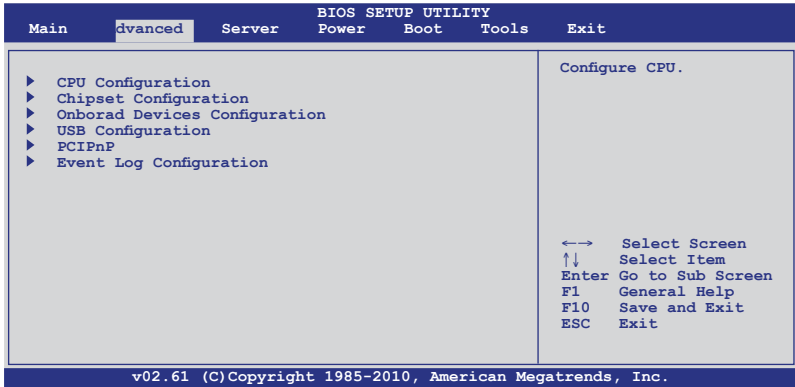 BIOS SETUP UTILITY
Main dvanced Server Power Boot Tools Exit
CPU Configuration
Chipset Configuration
Onborad Devices Configuration
USB Configuration
PCIPnP
Event Log Configuration
Configure CPU.
←→ Select Screen
↑↓ Select Item
Enter Go to Sub Screen
F1 General Help
F10 Save and Exit
ESC Exit
v02.61 (C)Copyright 1985-2010, American Megatrends, Inc.